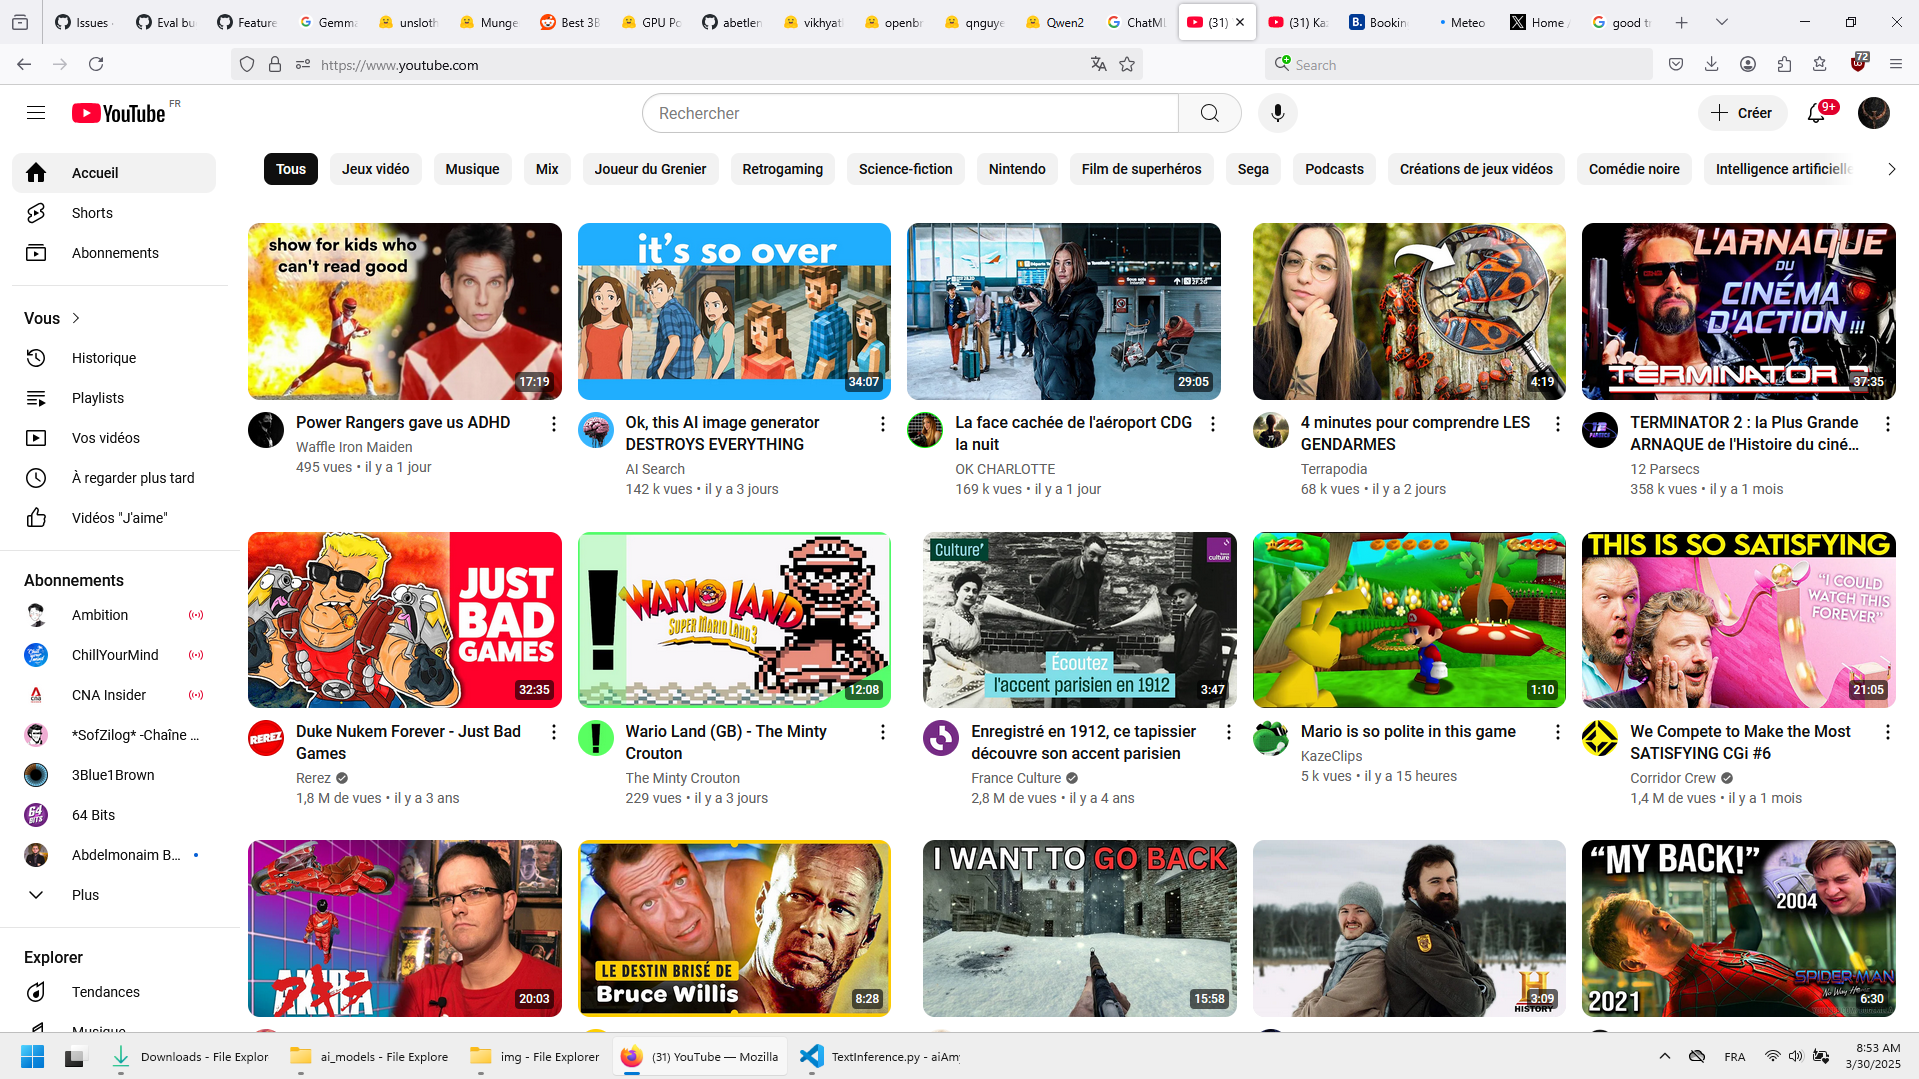 Issues
Eval bu
Feature
Gemma
unsloth
Munge
Best 3B
GPU Po
abetlen
vikhyat
openbr
qnguye
Qwen2
ChatML
(31)
(31) Ka
Bookin
Meteo
Home /
good tr
https://www.youtube.com
Search
72
YouTube FR
Rechercher
Créer
9+
Tous
Jeux vidéo
Musique
Mix
Joueur du Grenier
Retrogaming
Science-fiction
Nintendo
Film de superhéros
Sega
Podcasts
Créations de jeux vidéos
Comédie noire
Intelligence artificielle
Accueil
Shorts
Abonnements
Vous
Historique
Playlists
Vos vidéos
À regarder plus tard
Vidéos "J'aime"
Abonnements
Ambition
ChillYourMind
CNA Insider
*SofZilog* -Chaîne ...
3Blue1Brown
64 Bits
Abdelmonaim B...
Plus
Explorer
Tendances
Musique
show for kids who
can't read good
17:19
Power Rangers gave us ADHD
Waffle Iron Maiden
495 vues • il y a 1 jour
it's so over
34:07
Ok, this AI image generator
DESTROYS EVERYTHING
AI Search
142 k vues • il y a 3 jours
29:05
La face cachée de l'aéroport CDG
la nuit
OK CHARLOTTE
169 k vues • il y a 1 jour
4:19
4 minutes pour comprendre LES
GENDARMES
Terrapodia
68 k vues • il y a 2 jours
L'ARNAQUE
DU
CINÉMA
D'ACTION !!!
TERMINATOR 2
37:35
TERMINATOR 2 : la Plus Grande
ARNAQUE de l'Histoire du ciné...
12 Parsecs
358 k vues • il y a 1 mois
JUST
BAD
GAMES
32:35
REREZ
Duke Nukem Forever - Just Bad
Games
Rerez
1,8 M de vues • il y a 3 ans
!
WARIO LAND
SUPER MARIO LAND 3
12:08
Wario Land (GB) - The Minty
Crouton
The Minty Crouton
229 vues • il y a 3 jours
Culture'
culture
Écoutez
l'accent parisien en 1912
3:47
Enregistré en 1912, ce tapissier
découvre son accent parisien
France Culture
2,8 M de vues • il y a 4 ans
1:10
Mario is so polite in this game
KazeClips
5 k vues • il y a 15 heures
THIS IS SO SATISFYING
"I COULD
WATCH THIS
FOREVER"
21:05
We Compete to Make the Most
SATISFYING CGi #6
Corridor Crew
1,4 M de vues • il y a 1 mois
アキラ
20:03
LE DESTIN BRISÉ DE
Bruce Willis
8:28
I WANT TO GO BACK
15:58
H
HISTORY
3:09
"MY BACK!"
2004
2021
SPIDER-MAN
No Way Home
6:30
Downloads - File Explor
ai_models - File Explore
img - File Explorer
(31) YouTube — Mozilla
TextInference.py - aiAmy
FRA
8:53 AM
3/30/2025